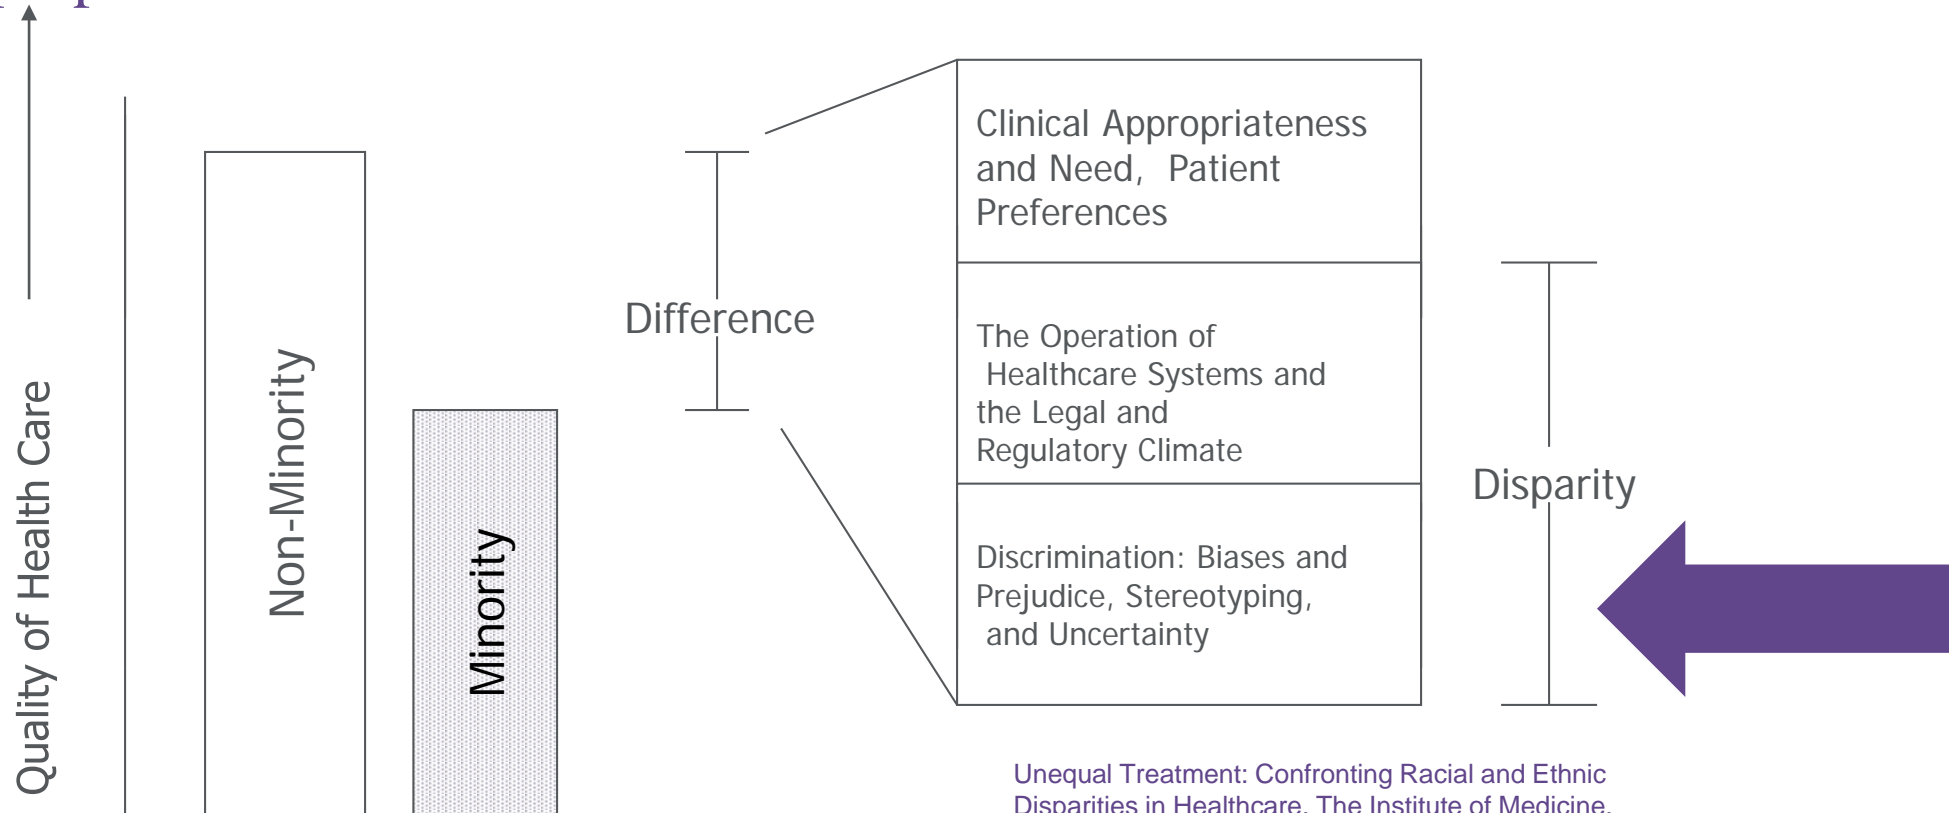 Quality of Health Care
Non-Minority
Minority
Difference
Clinical Appropriateness
and Need, Patient
Preferences
The Operation of
Healthcare Systems and
the Legal and
Regulatory Climate
Discrimination: Biases and
Prejudice, Stereotyping,
and Uncertainty
Disparity
Unequal Treatment: Confronting Racial and Ethnic
Disparities in Healthcare. The Institute of Medicine.